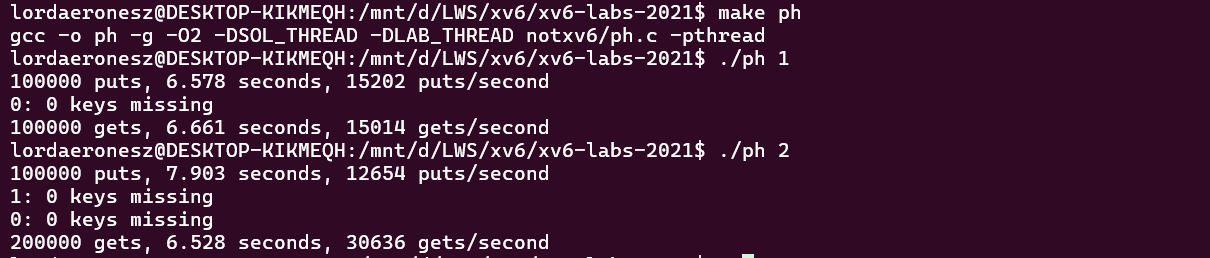 lordaeronesz@DESKTOP-KIKMEQH:/mnt/d/LWS/xv6/xv6-labs-2021$ make ph
gcc -o ph -g -O2 -DSOL_THREAD -DLAB_THREAD notxv6/ph.c -pthread
lordaeronesz@DESKTOP-KIKMEQH:/mnt/d/LWS/xv6/xv6-labs-2021$ ./ph 1
100000 puts, 6.578 seconds, 15202 puts/second
0: 0 keys missing
100000 gets, 6.661 seconds, 15014 gets/second
lordaeronesz@DESKTOP-KIKMEQH:/mnt/d/LWS/xv6/xv6-labs-2021$ ./ph 2
100000 puts, 7.903 seconds, 12654 puts/second
1: 0 keys missing
0: 0 keys missing
200000 gets, 6.528 seconds, 30636 gets/second